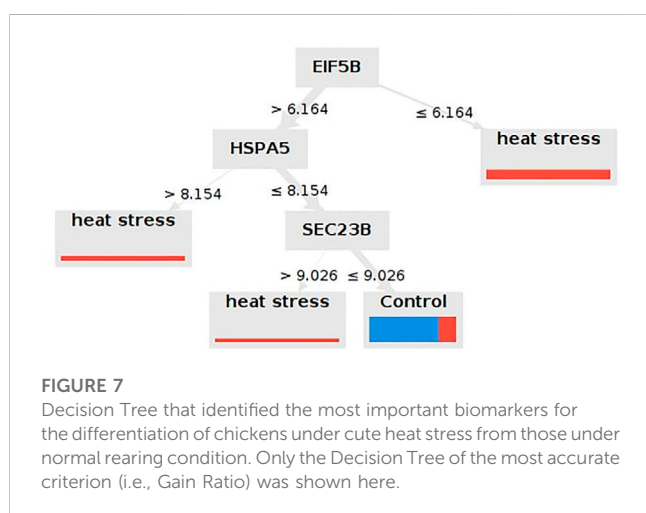 EIF5B
> 6.164
≤ 6.164
HSPA5
heat stress
> 8.154
≤ 8.154
heat stress
SEC23B
> 9.026
≤ 9.026
heat stress
Control
FIGURE 7
Decision Tree that identified the most important biomarkers for
the differentiation of chickens under cute heat stress from those under
normal rearing condition. Only the Decision Tree of the most accurate
criterion (i.e., Gain Ratio) was shown here.